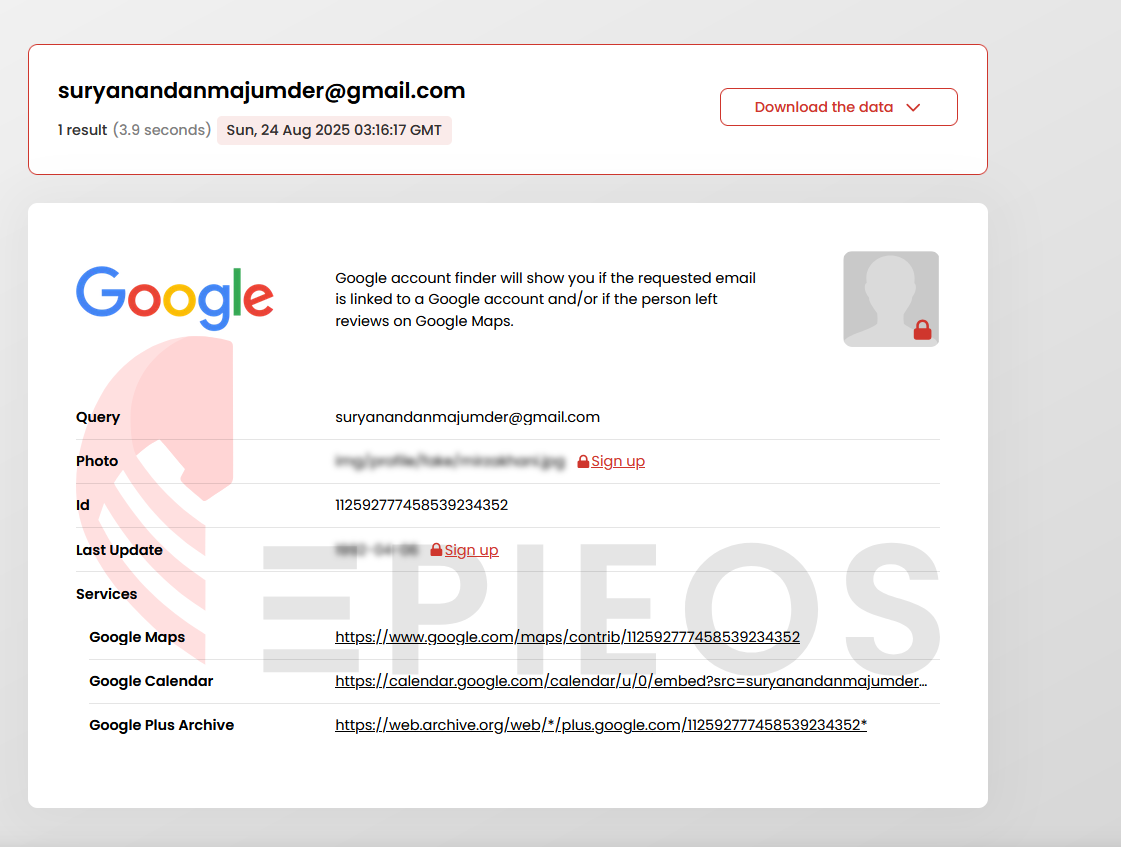 suryanandanmajumder@gmail.com
1 result (3.9 seconds) Sun, 24 Aug 2025 03:16:17 GMT
Download the data
Google
Google account finder will show you if the requested email
is linked to a Google account and/or if the person left
reviews on Google Maps.
Query suryanandanmajumder@gmail.com
Photo Sign up
Id 112592777458539234352
Last Update Sign up
Services
Google Maps https://www.google.com/maps/contrib/112592777458539234352
Google Calendar https://calendar.google.com/calendar/u/0/embed?src=suryanandanmajumder...
Google Plus Archive https://web.archive.org/web/*/plus.google.com/112592777458539234352*
EPIEOS